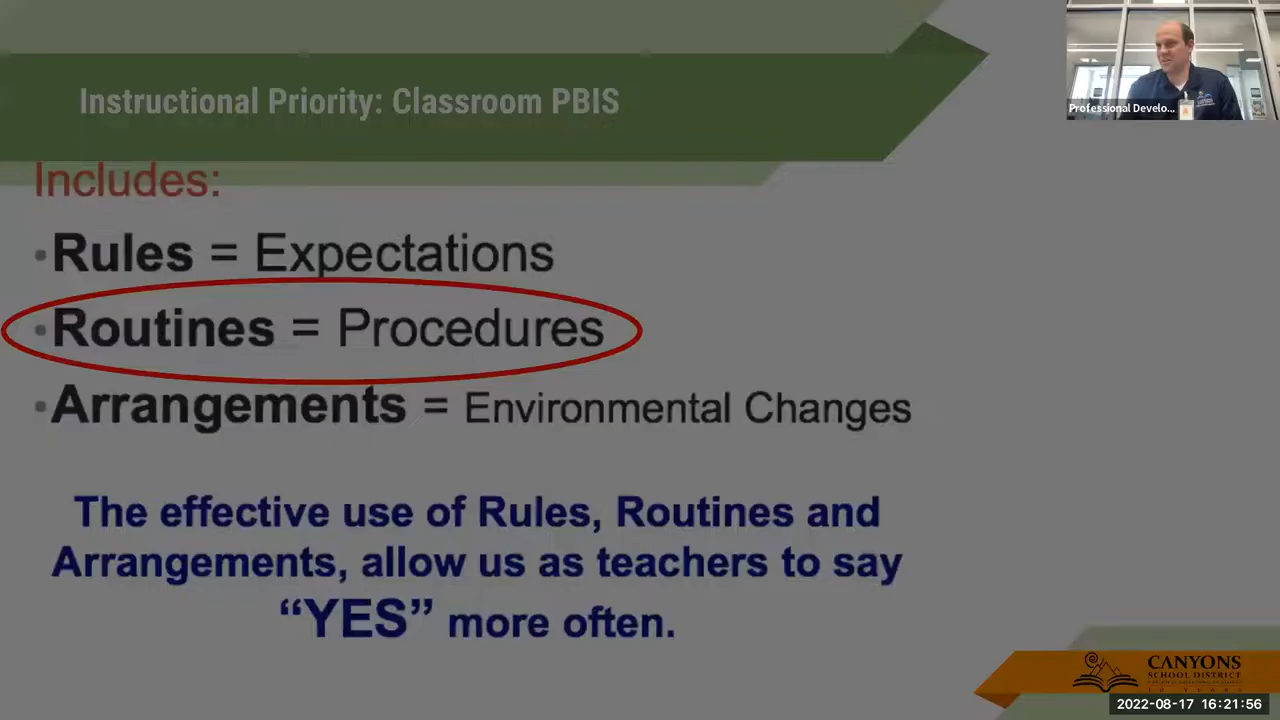 Instructional Priority: Classroom PBIS
Professional Develo...
Includes:
•Rules = Expectations
•Routines = Procedures
•Arrangements = Environmental Changes
The effective use of Rules, Routines and
Arrangements, allow us as teachers to say
“YES” more often.
CANYONS
SCHOOL DISTRICT
10 YEARS
2022-08-17 16:21:56